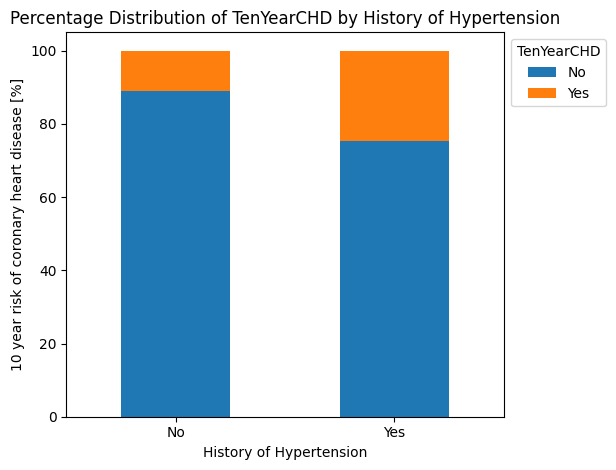 Percentage Distribution of TenYearCHD by History of Hypertension
TenYearCHD
No
Yes
10 year risk of coronary heart disease [%]
100
80
60
40
20
0
No
Yes
History of Hypertension